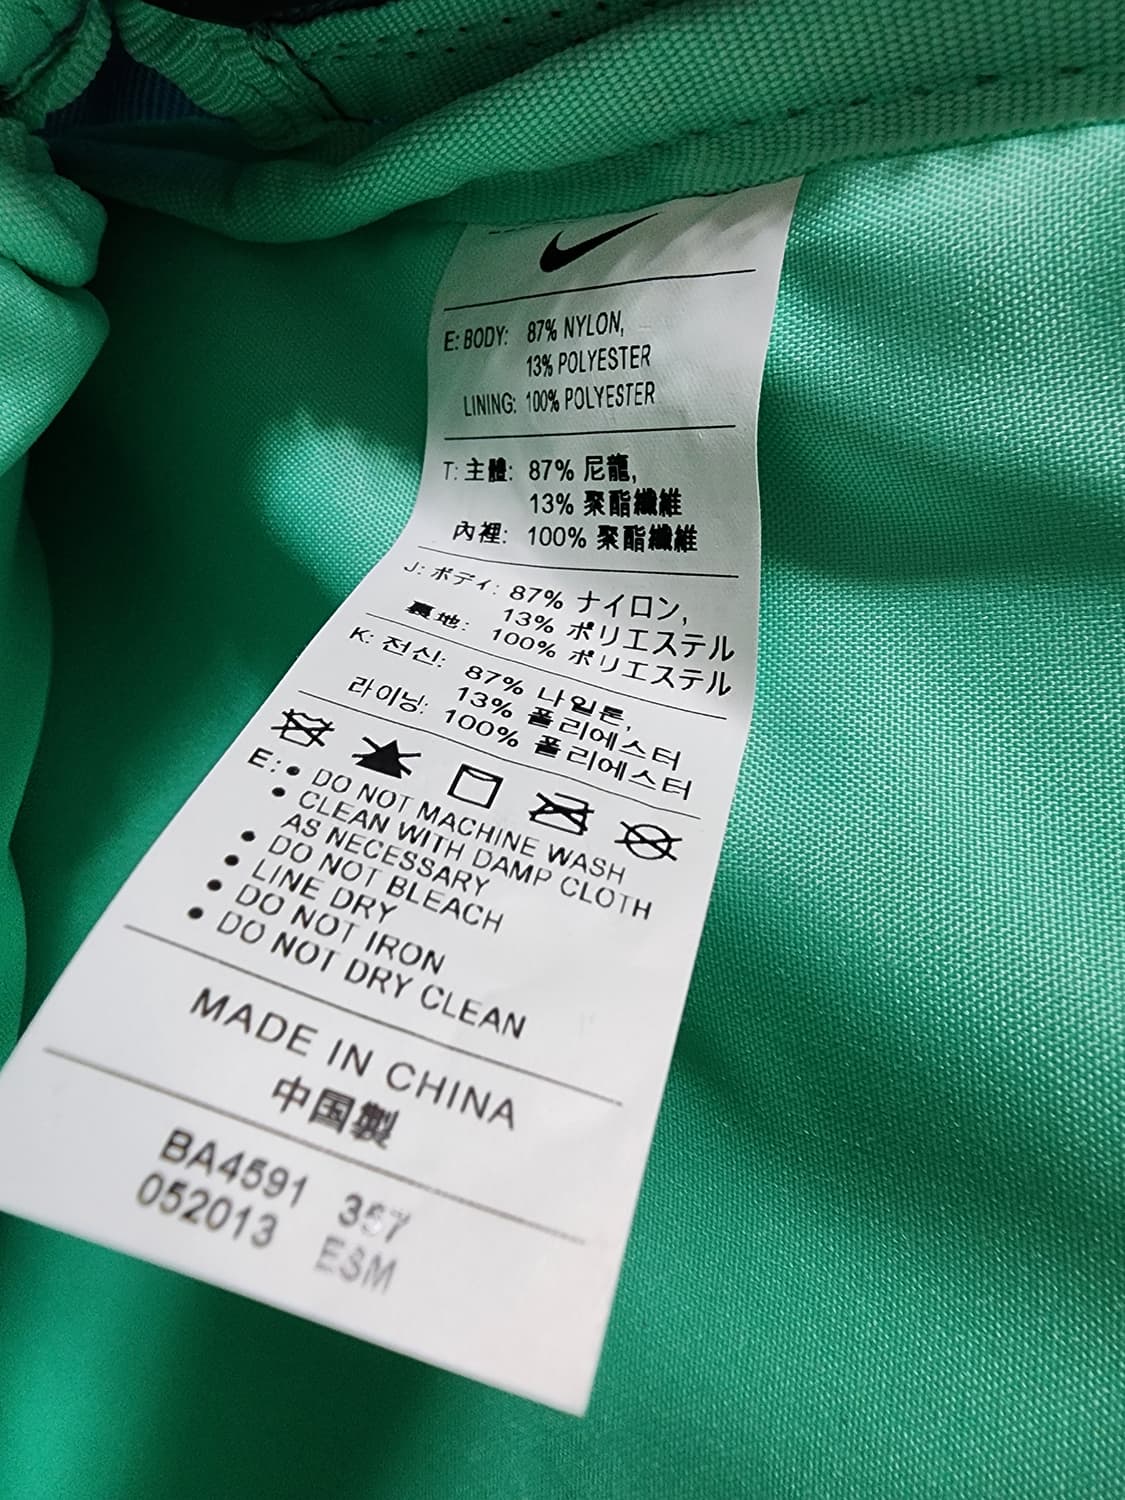 E: BODY: 87% NYLON,
13% POLYESTER
LINING: 100% POLYESTER
T: 主體: 87% 尼龍,
13% 聚酯纖維
內裡: 100% 聚酯纖維
J: ボディ: 87% ナイロン,
13% ポリエステル
裏地: 100% ポリエステル
K: 전신: 87% 나일론,
13% 폴리에스터
라이닝: 100% 폴리에스터
E: • DO NOT MACHINE WASH
• CLEAN WITH DAMP CLOTH
AS NECESSARY
• DO NOT BLEACH
• LINE DRY
• DO NOT IRON
• DO NOT DRY CLEAN
MADE IN CHINA
中国製
BA4591 357
052013 ESM